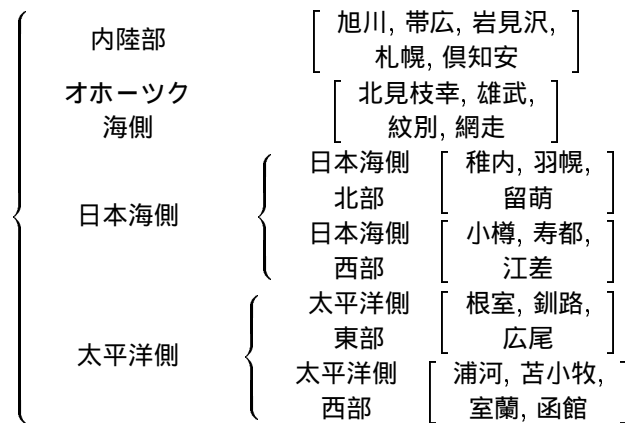 内陸部
旭川, 帯広, 岩見沢,
札幌, 倶知安
オホーツク
海側
北見枝幸, 雄武,
紋別, 網走
日本海側
日本海側
北部
稚内, 羽幌,
留萌
日本海側
西部
小樽, 寿都,
江差
太平洋側
太平洋側
東部
根室, 釧路,
広尾
太平洋側
西部
浦河, 苫小牧,
室蘭, 函館